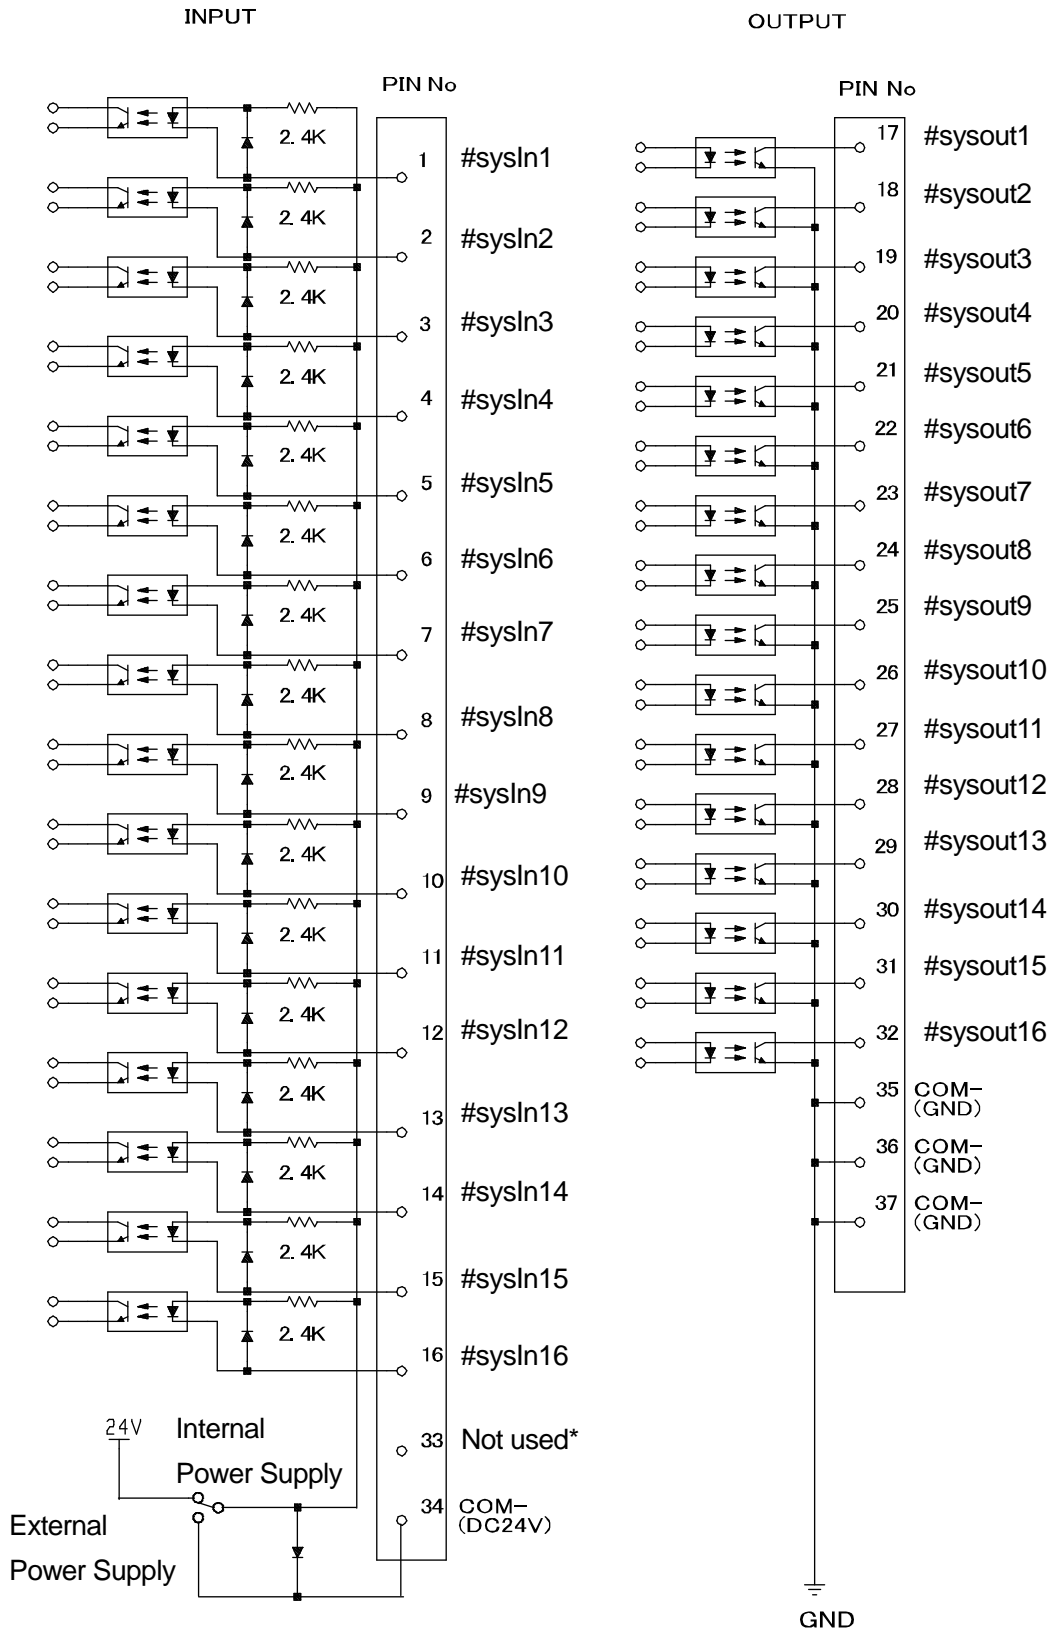 INPUT
PIN No
2.4K
1 #sysIn1
2.4K
2 #sysIn2
2.4K
3 #sysIn3
2.4K
4 #sysIn4
2.4K
5 #sysIn5
2.4K
6 #sysIn6
2.4K
7 #sysIn7
2.4K
8 #sysIn8
2.4K
9 #sysIn9
2.4K
10 #sysIn10
2.4K
11 #sysIn11
2.4K
12 #sysIn12
2.4K
13 #sysIn13
2.4K
14 #sysIn14
2.4K
15 #sysIn15
2.4K
16 #sysIn16
24V
Internal
Power Supply
33 Not used*
34 COM-
(DC24V)
External
Power Supply
OUTPUT
PIN No
17 #sysout1
18 #sysout2
19 #sysout3
20 #sysout4
21 #sysout5
22 #sysout6
23 #sysout7
24 #sysout8
25 #sysout9
26 #sysout10
27 #sysout11
28 #sysout12
29 #sysout13
30 #sysout14
31 #sysout15
32 #sysout16
35 COM-
(GND)
36 COM-
(GND)
37 COM-
(GND)
GND